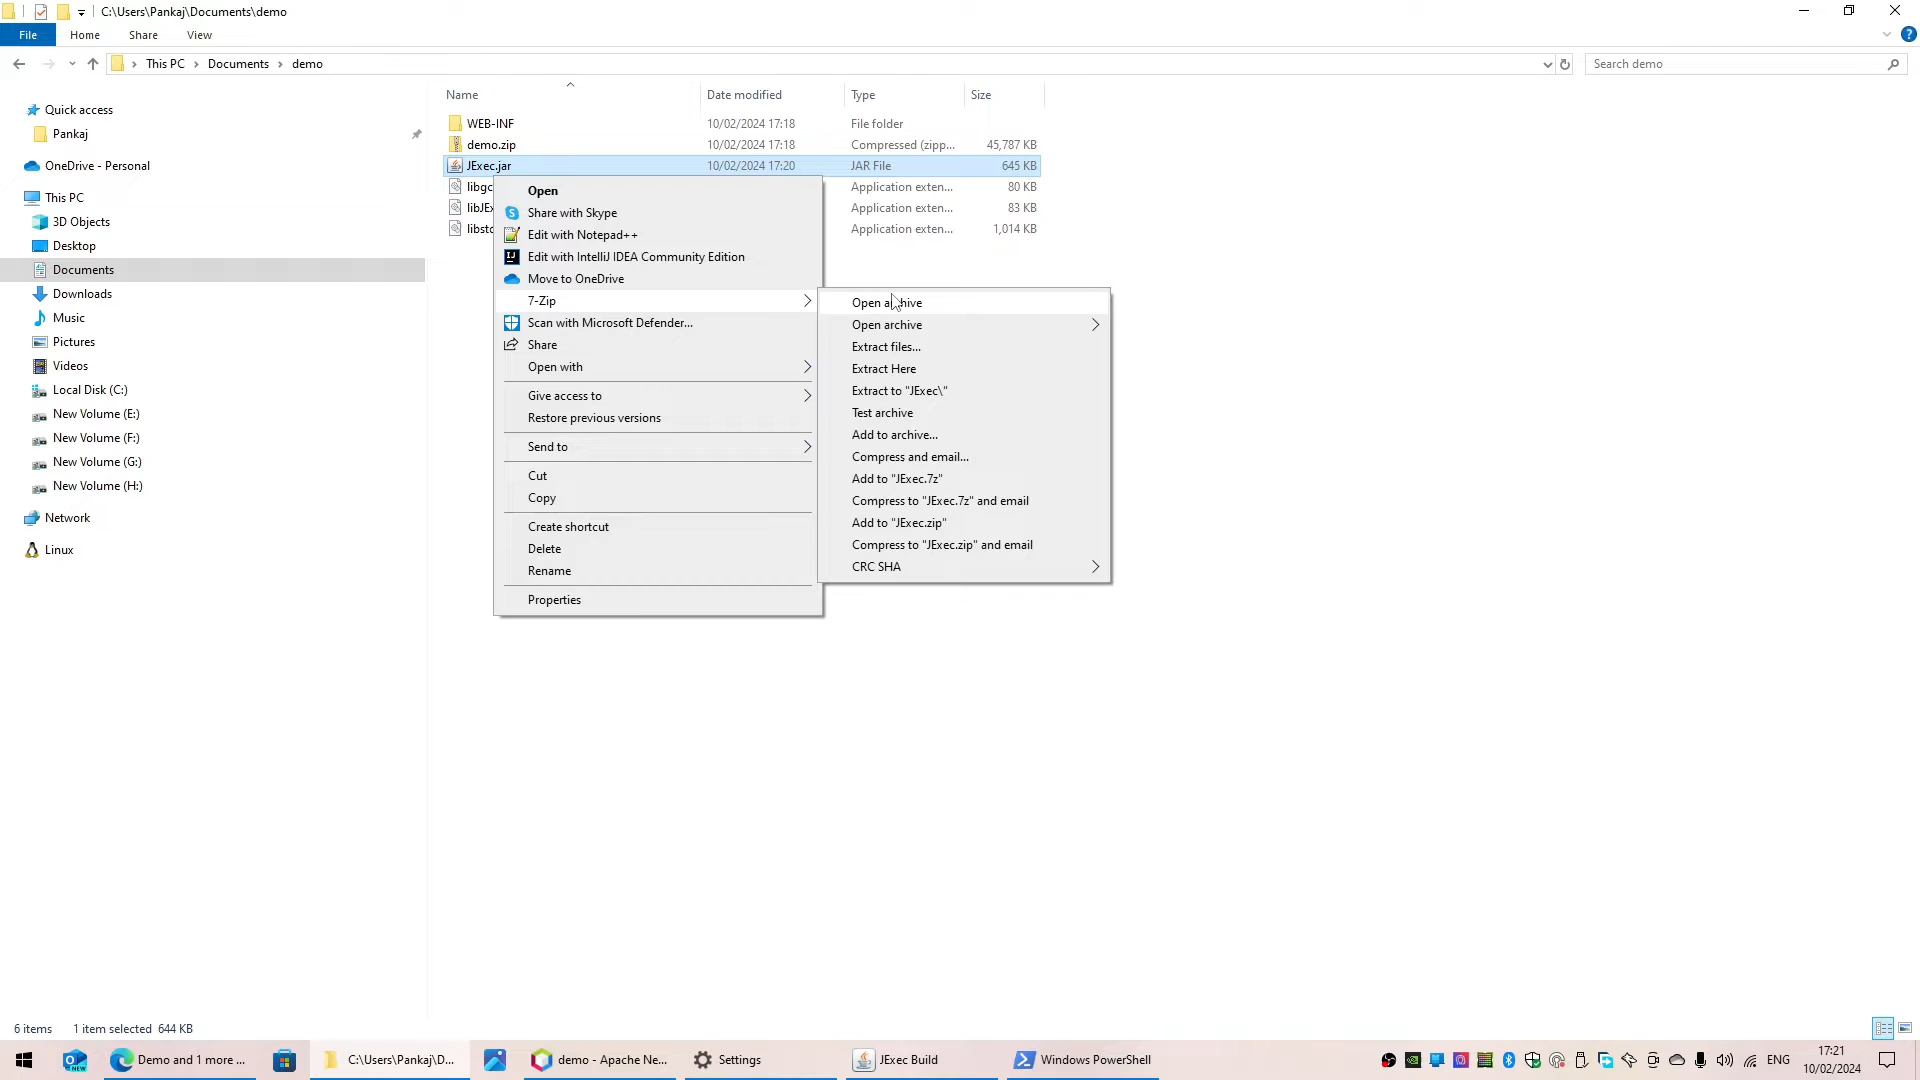 C:\Users\Pankaj\Documents\demo
File Home Share View
This PC Documents demo
Search demo
Quick access
Pankaj
OneDrive - Personal
This PC
3D Objects
Desktop
Documents
Downloads
Music
Pictures
Videos
Local Disk (C:)
New Volume (E:)
New Volume (F:)
New Volume (G:)
New Volume (H:)
Network
Linux
Name Date modified Type Size
WEB-INF 10/02/2024 17:18 File folder
demo.zip 10/02/2024 17:18 Compressed (zipp... 45,787 KB
JExec.jar 10/02/2024 17:20 JAR File 645 KB
libgc Application exten... 80 KB
libJEx Application exten... 83 KB
libstd Application exten... 1,014 KB
Open
Share with Skype
Edit with Notepad++
Edit with IntelliJ IDEA Community Edition
Move to OneDrive
7-Zip
Scan with Microsoft Defender...
Share
Open with
Give access to
Restore previous versions
Send to
Cut
Copy
Create shortcut
Delete
Rename
Properties
Open archive
Open archive
Extract files...
Extract Here
Extract to "JExec\"
Test archive
Add to archive...
Compress and email...
Add to "JExec.7z"
Compress to "JExec.7z" and email
Add to "JExec.zip"
Compress to "JExec.zip" and email
CRC SHA
6 items 1 item selected 644 KB
Demo and 1 more ...
C:\Users\Pankaj\D...
demo - Apache Ne...
Settings
JExec Build
Windows PowerShell
ENG
17:21
10/02/2024